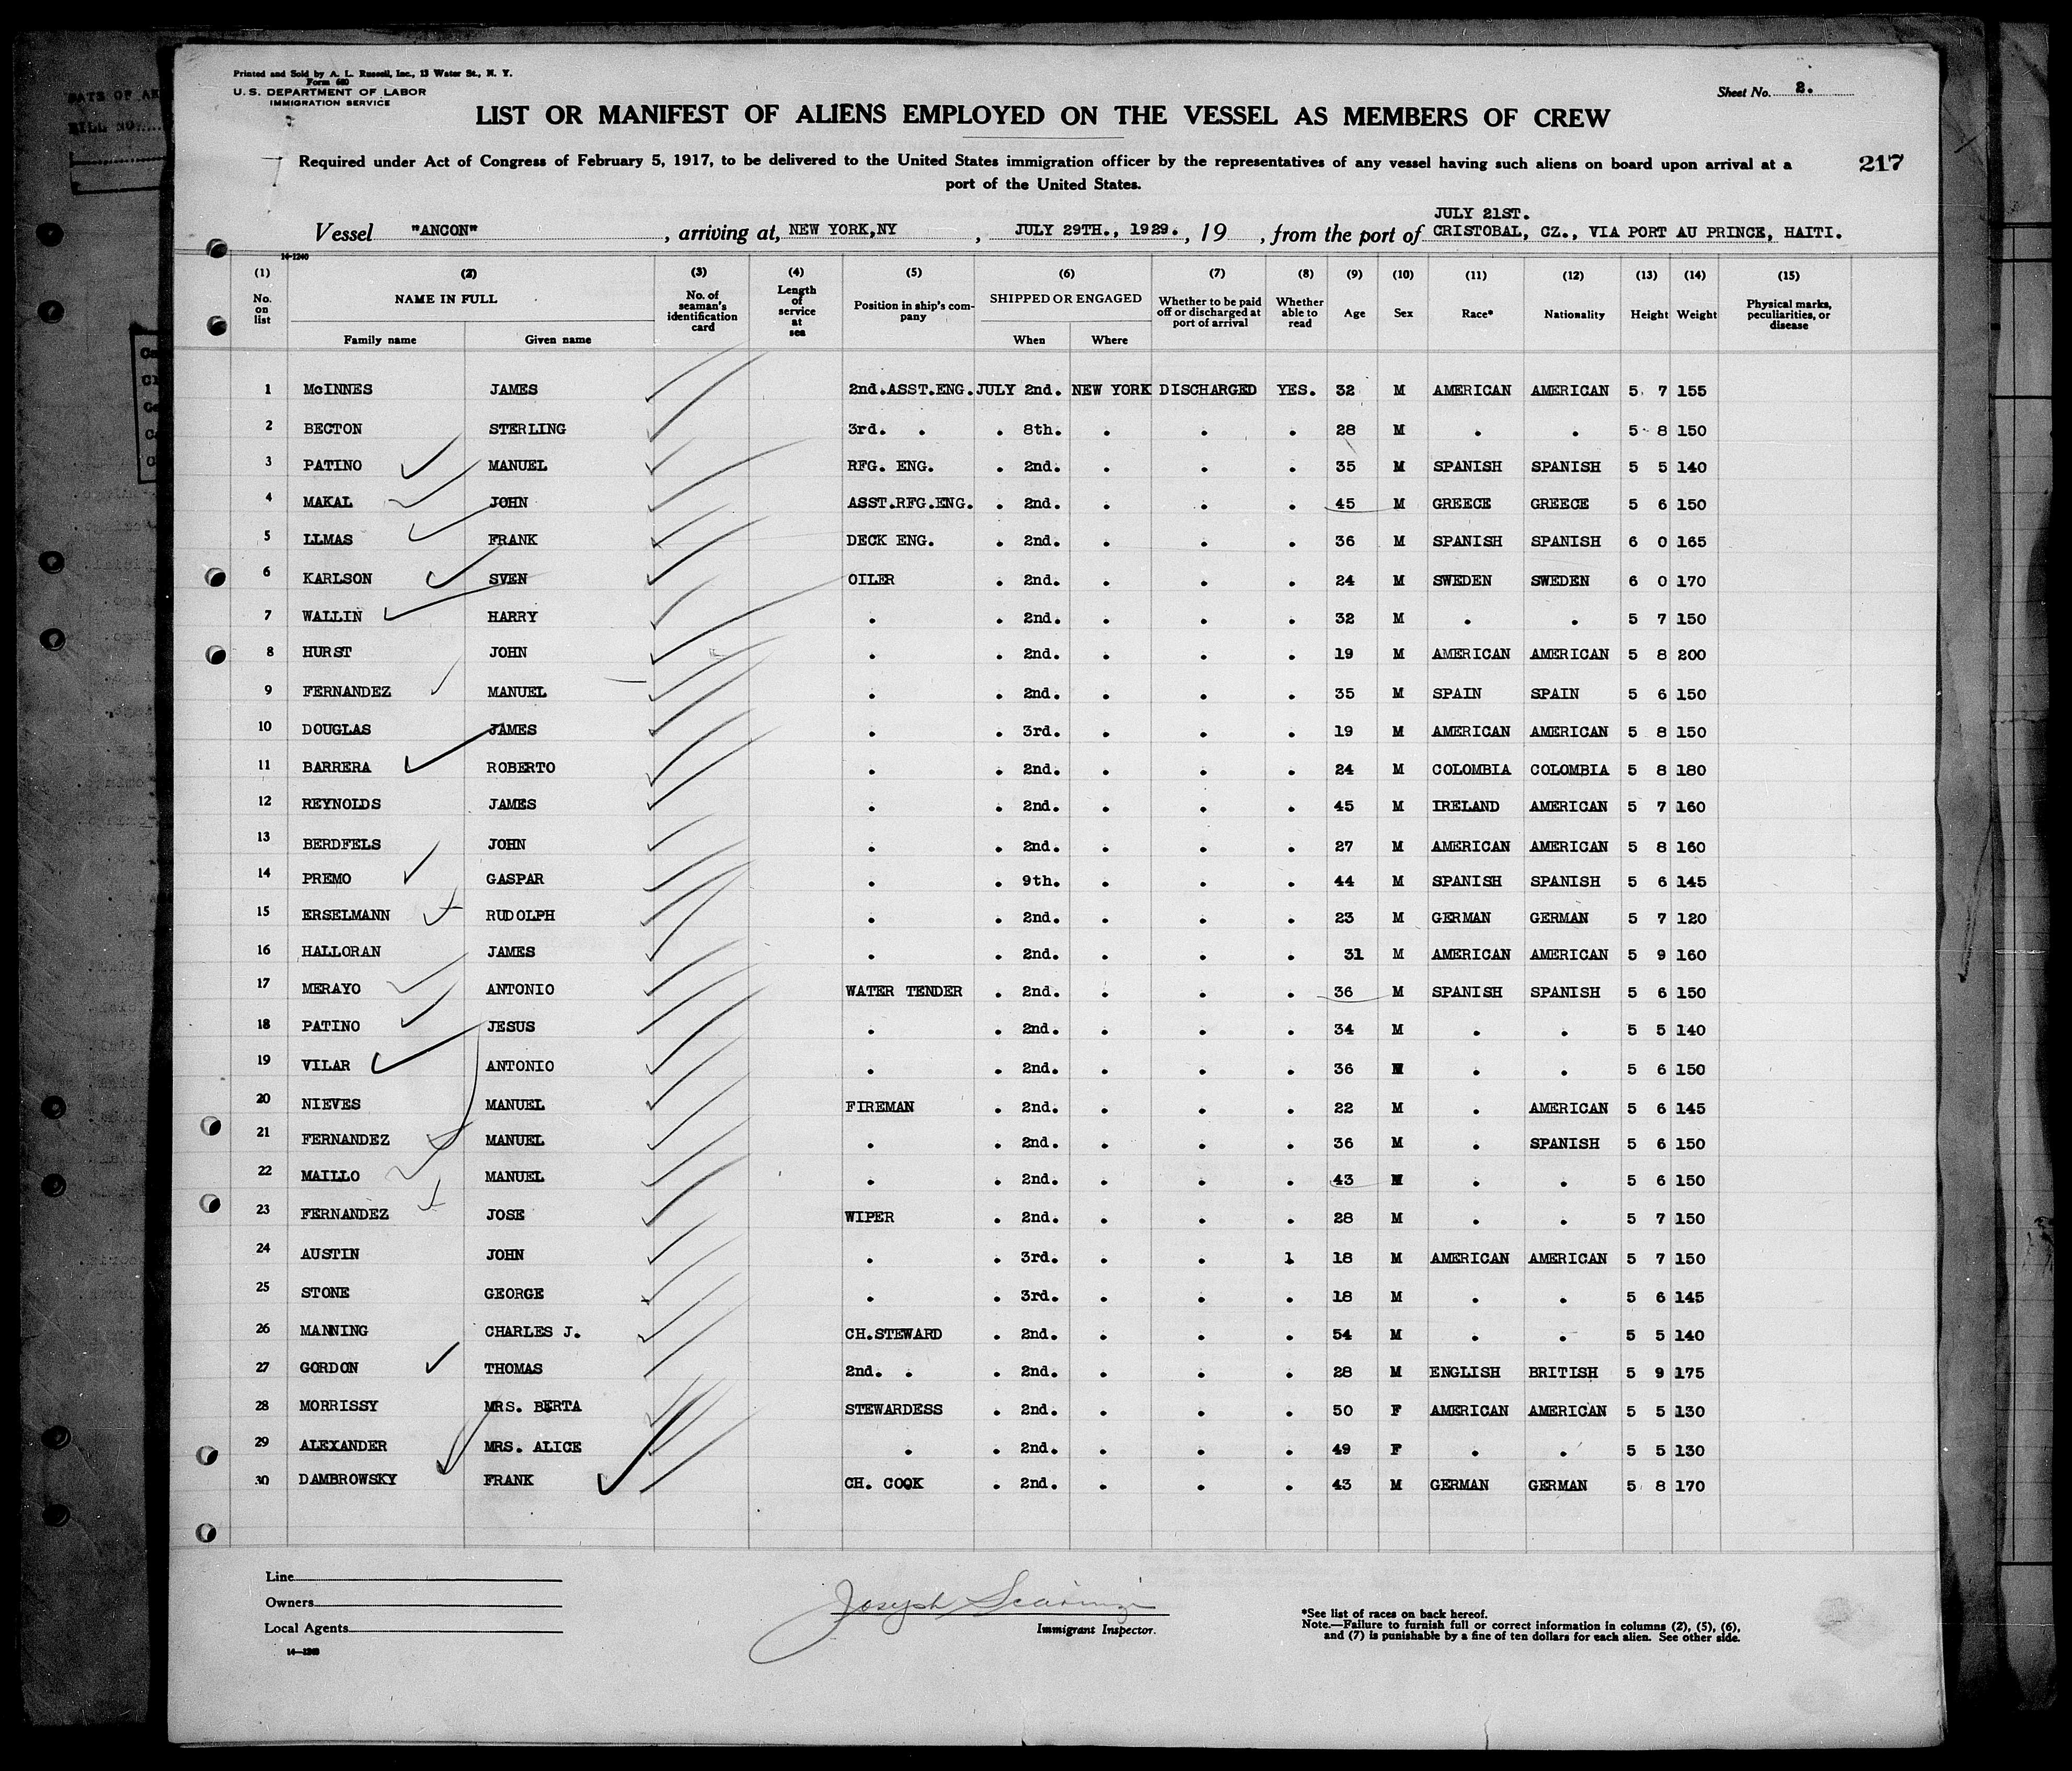 Printed and Sold by A. L. Russell, Inc., 13 Water St., N. Y.
Form 680
U. S. DEPARTMENT OF LABOR
IMMIGRATION SERVICE
Sheet No. 2.
LIST OR MANIFEST OF ALIENS EMPLOYED ON THE VESSEL AS MEMBERS OF CREW
Required under Act of Congress of February 5, 1917, to be delivered to the United States immigration officer by the representatives of any vessel having such aliens on board upon arrival at a
port of the United States.
217
JULY 21ST.
Vessel "ANCON", arriving at, NEW YORK,NY, JULY 29TH., 1929., 19, from the port of CRISTOBAL, CZ., VIA PORT AU PRINCE, HAITI.
14-1240
(1) (2) (3) (4) (5) (6) (7) (8) (9) (10) (11) (12) (13) (14) (15)
No. on list NAME IN FULL No. of seaman's identification card Length of service at sea Position in ship's company SHIPPED OR ENGAGED Whether to be paid off or discharged at port of arrival Whether able to read Age Sex Race* Nationality Height Weight Physical marks, peculiarities, or disease
Family name Given name When Where
1 McINNES JAMES 2nd.ASST.ENG. JULY 2nd. NEW YORK DISCHARGED YES. 32 M AMERICAN AMERICAN 5 7 155
2 BECTON STERLING 3rd. . . 8th. . . . 28 M . . 5 8 150
3 PATINO MANUEL RFG. ENG. . 2nd. . . . 35 M SPANISH SPANISH 5 5 140
4 MAKAL JOHN ASST.RFG.ENG. . 2nd. . . . 45 M GREECE GREECE 5 6 150
5 LLMAS FRANK DECK ENG. . 2nd. . . . 36 M SPANISH SPANISH 6 0 165
6 KARLSON SVEN OILER . 2nd. . . . 24 M SWEDEN SWEDEN 6 0 170
7 WALLIN HARRY . . 2nd. . . . 32 M . . 5 7 150
8 HURST JOHN . . 2nd. . . . 19 M AMERICAN AMERICAN 5 8 200
9 FERNANDEZ MANUEL . . 2nd. . . . 35 M SPAIN SPAIN 5 6 150
10 DOUGLAS JAMES . . 3rd. . . . 19 M AMERICAN AMERICAN 5 8 150
11 BARRERA ROBERTO . . 2nd. . . . 24 M COLOMBIA COLOMBIA 5 8 180
12 REYNOLDS JAMES . . 2nd. . . . 45 M IRELAND AMERICAN 5 7 160
13 BERDFELS JOHN . . 2nd. . . . 27 M AMERICAN AMERICAN 5 8 160
14 PREMO GASPAR . . 9th. . . . 44 M SPANISH SPANISH 5 6 145
15 ERSELMANN RUDOLPH . . 2nd. . . . 23 M GERMAN GERMAN 5 7 120
16 HALLORAN JAMES . . 2nd. . . . 31 M AMERICAN AMERICAN 5 9 160
17 MERAYO ANTONIO WATER TENDER . 2nd. . . . 36 M SPANISH SPANISH 5 6 150
18 PATINO JESUS . . 2nd. . . . 34 M . . 5 5 140
19 VILAR ANTONIO . . 2nd. . . . 36 M . . 5 6 150
20 NIEVES MANUEL FIREMAN . 2nd. . . . 22 M . AMERICAN 5 6 145
21 FERNANDEZ MANUEL . . 2nd. . . . 36 M . SPANISH 5 6 150
22 MAILLO MANUEL . . 2nd. . . . 43 M . . 5 6 150
23 FERNANDEZ JOSE WIPER . 2nd. . . . 28 M . . 5 7 150
24 AUSTIN JOHN . . 3rd. . . 1 18 M AMERICAN AMERICAN 5 7 150
25 STONE GEORGE . . 3rd. . . . 18 M . . 5 6 145
26 MANNING CHARLES J. CH.STEWARD . 2nd. . . . 54 M . . 5 5 140
27 GORDON THOMAS 2nd. . . 2nd. . . . 28 M ENGLISH BRITISH 5 9 175
28 MORRISSY MRS. BERTA STEWARDESS . 2nd. . . . 50 F AMERICAN AMERICAN 5 5 130
29 ALEXANDER MRS. ALICE . . 2nd. . . . 49 F . . 5 5 130
30 DAMBROWSKY FRANK CH. COOK . 2nd. . . . 43 M GERMAN GERMAN 5 8 170
Line
Owners
Local Agents
14-1240
Joseph
Immigrant Inspector.
*See list of races on back hereof.
Note.—Failure to furnish full or correct information in columns (2), (5), (6),
and (7) is punishable by a fine of ten dollars for each alien. See other side.